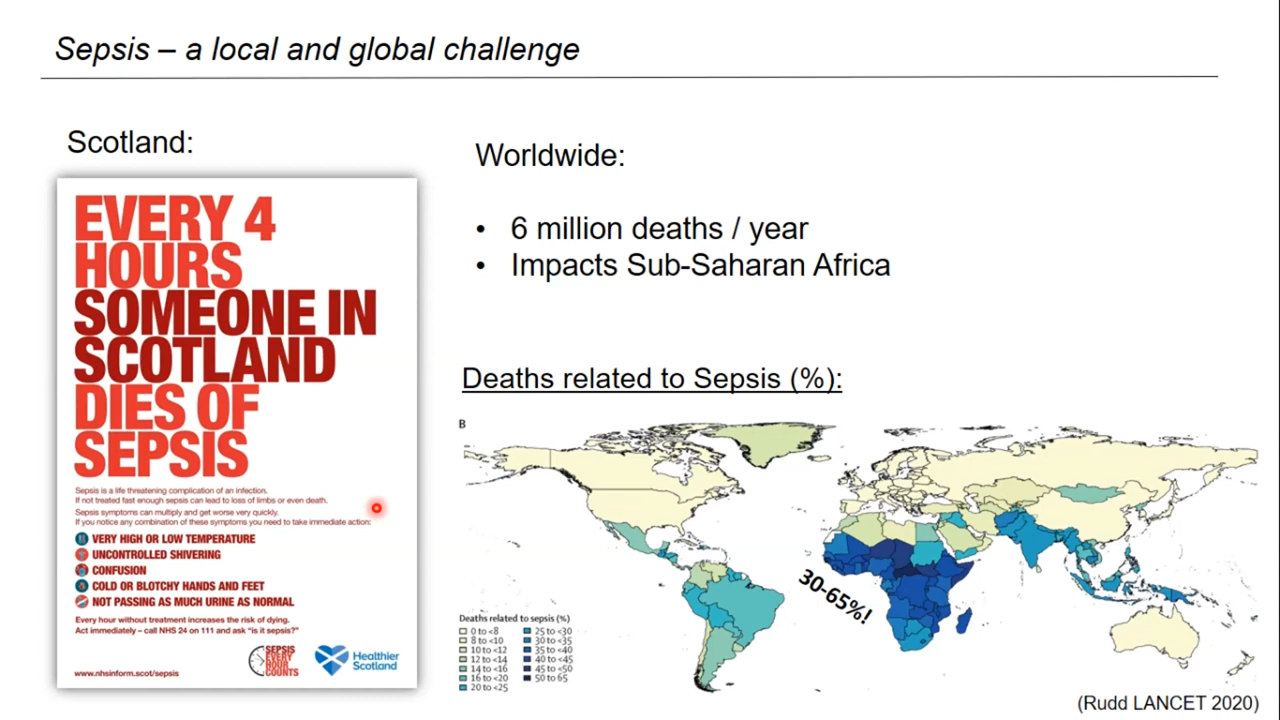 Sepsis – a local and global challenge
Scotland:
EVERY 4
HOURS
SOMEONE IN
SCOTLAND
DIES OF
SEPSIS
Sepsis is a life threatening complication of an infection.
If not treated fast enough sepsis can lead to loss of limbs or even death.
Sepsis symptoms can multiply and get worse very quickly.
If you notice any combination of these symptoms you need to take immediate action:
VERY HIGH OR LOW TEMPERATURE
UNCONTROLLED SHIVERING
CONFUSION
COLD OR BLOTCHY HANDS AND FEET
NOT PASSING AS MUCH URINE AS NORMAL
Every hour without treatment increases the risk of dying.
Act immediately – call NHS 24 on 111 and ask “is it sepsis?”
www.nhsinform.scot/sepsis
SEPSIS
EVERY
HOUR
COUNTS
Healthier
Scotland
Worldwide:
• 6 million deaths / year
• Impacts Sub-Saharan Africa
Deaths related to Sepsis (%):
B
30-65%!
Deaths related to sepsis (%)
0 to <8
8 to <10
10 to <12
12 to <14
14 to <16
16 to <20
20 to <25
25 to <30
30 to <35
35 to <40
40 to <45
45 to <50
50 to 65
(Rudd LANCET 2020)